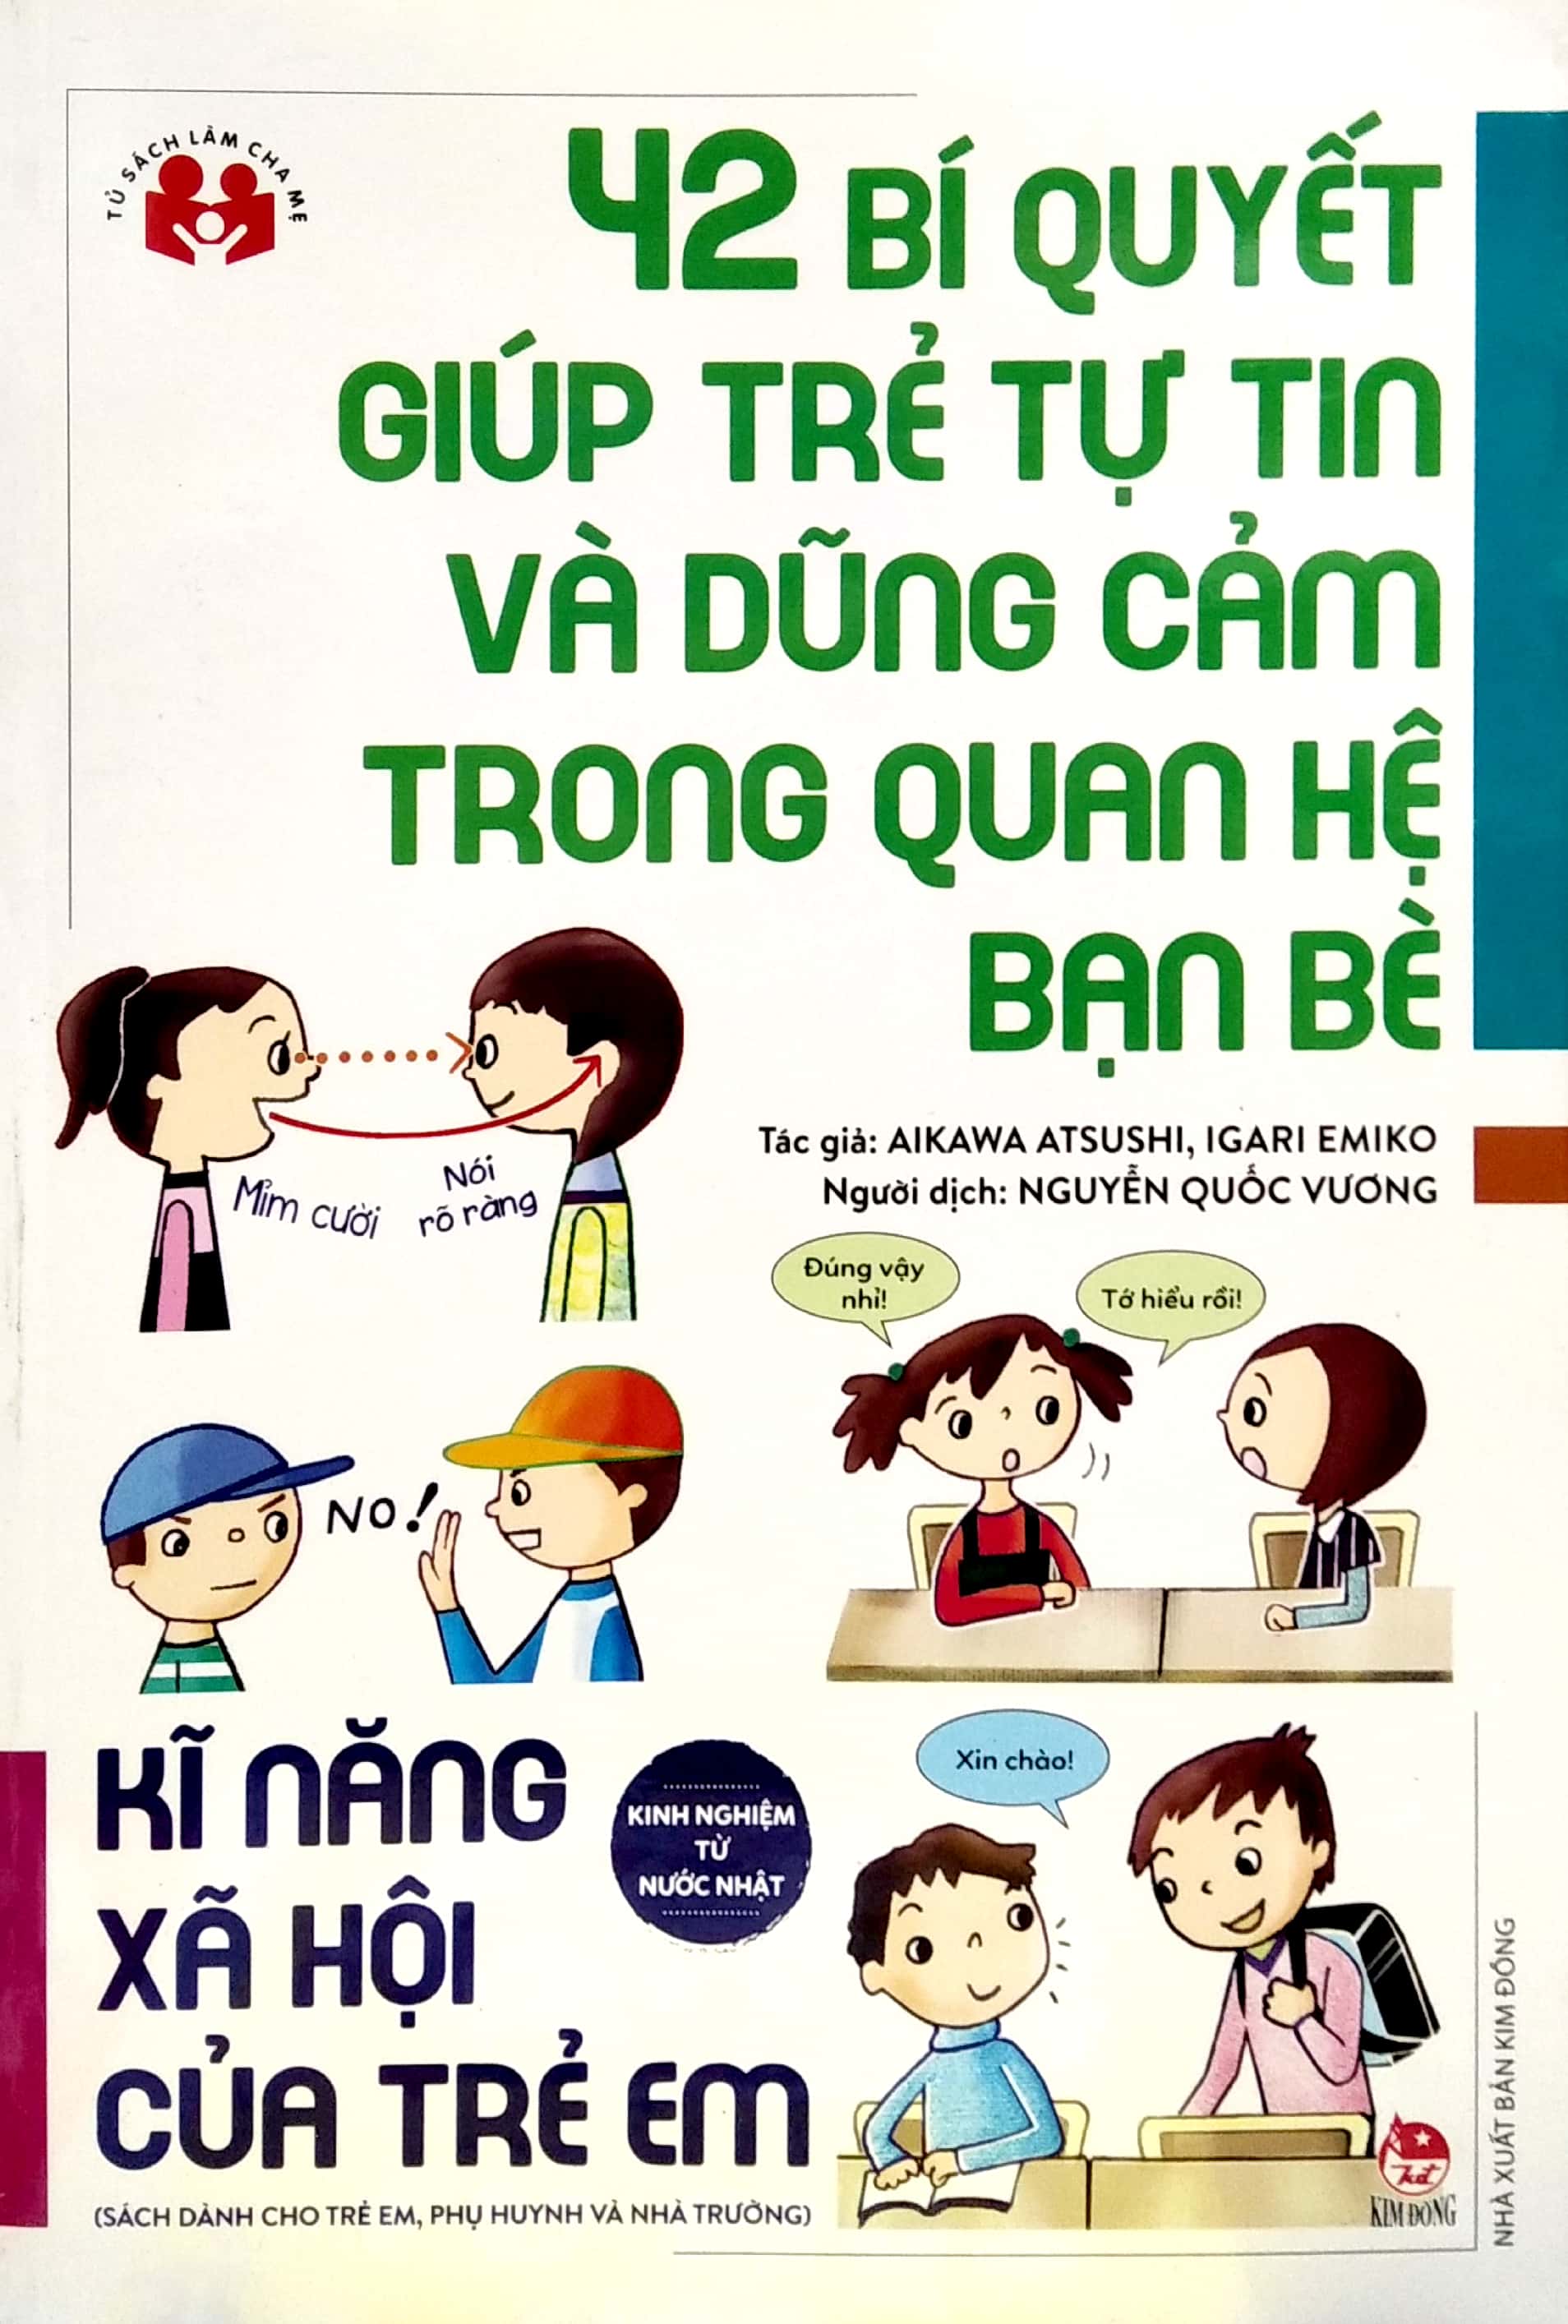 TỦ SÁCH LÀM CHA MẸ
42 BÍ QUYẾT
GIÚP TRẺ TỰ TIN
VÀ DŨNG CẢM
TRONG QUAN HỆ
BẠN BÈ
Tác giả: AIKAWA ATSUSHI, IGARI EMIKO
Người dịch: NGUYỄN QUỐC VƯƠNG
Mỉm cười
Nói
rõ ràng
Đúng vậy
nhỉ!
Tớ hiểu rồi!
NO!
KĨ NĂNG
XÃ HỘI
CỦA TRẺ EM
KINH NGHIỆM
TỪ
NƯỚC NHẬT
Xin chào!
(SÁCH DÀNH CHO TRẺ EM, PHỤ HUYNH VÀ NHÀ TRƯỜNG)
kđ
KIM ĐỒNG
NHÀ XUẤT BẢN KIM ĐỒNG